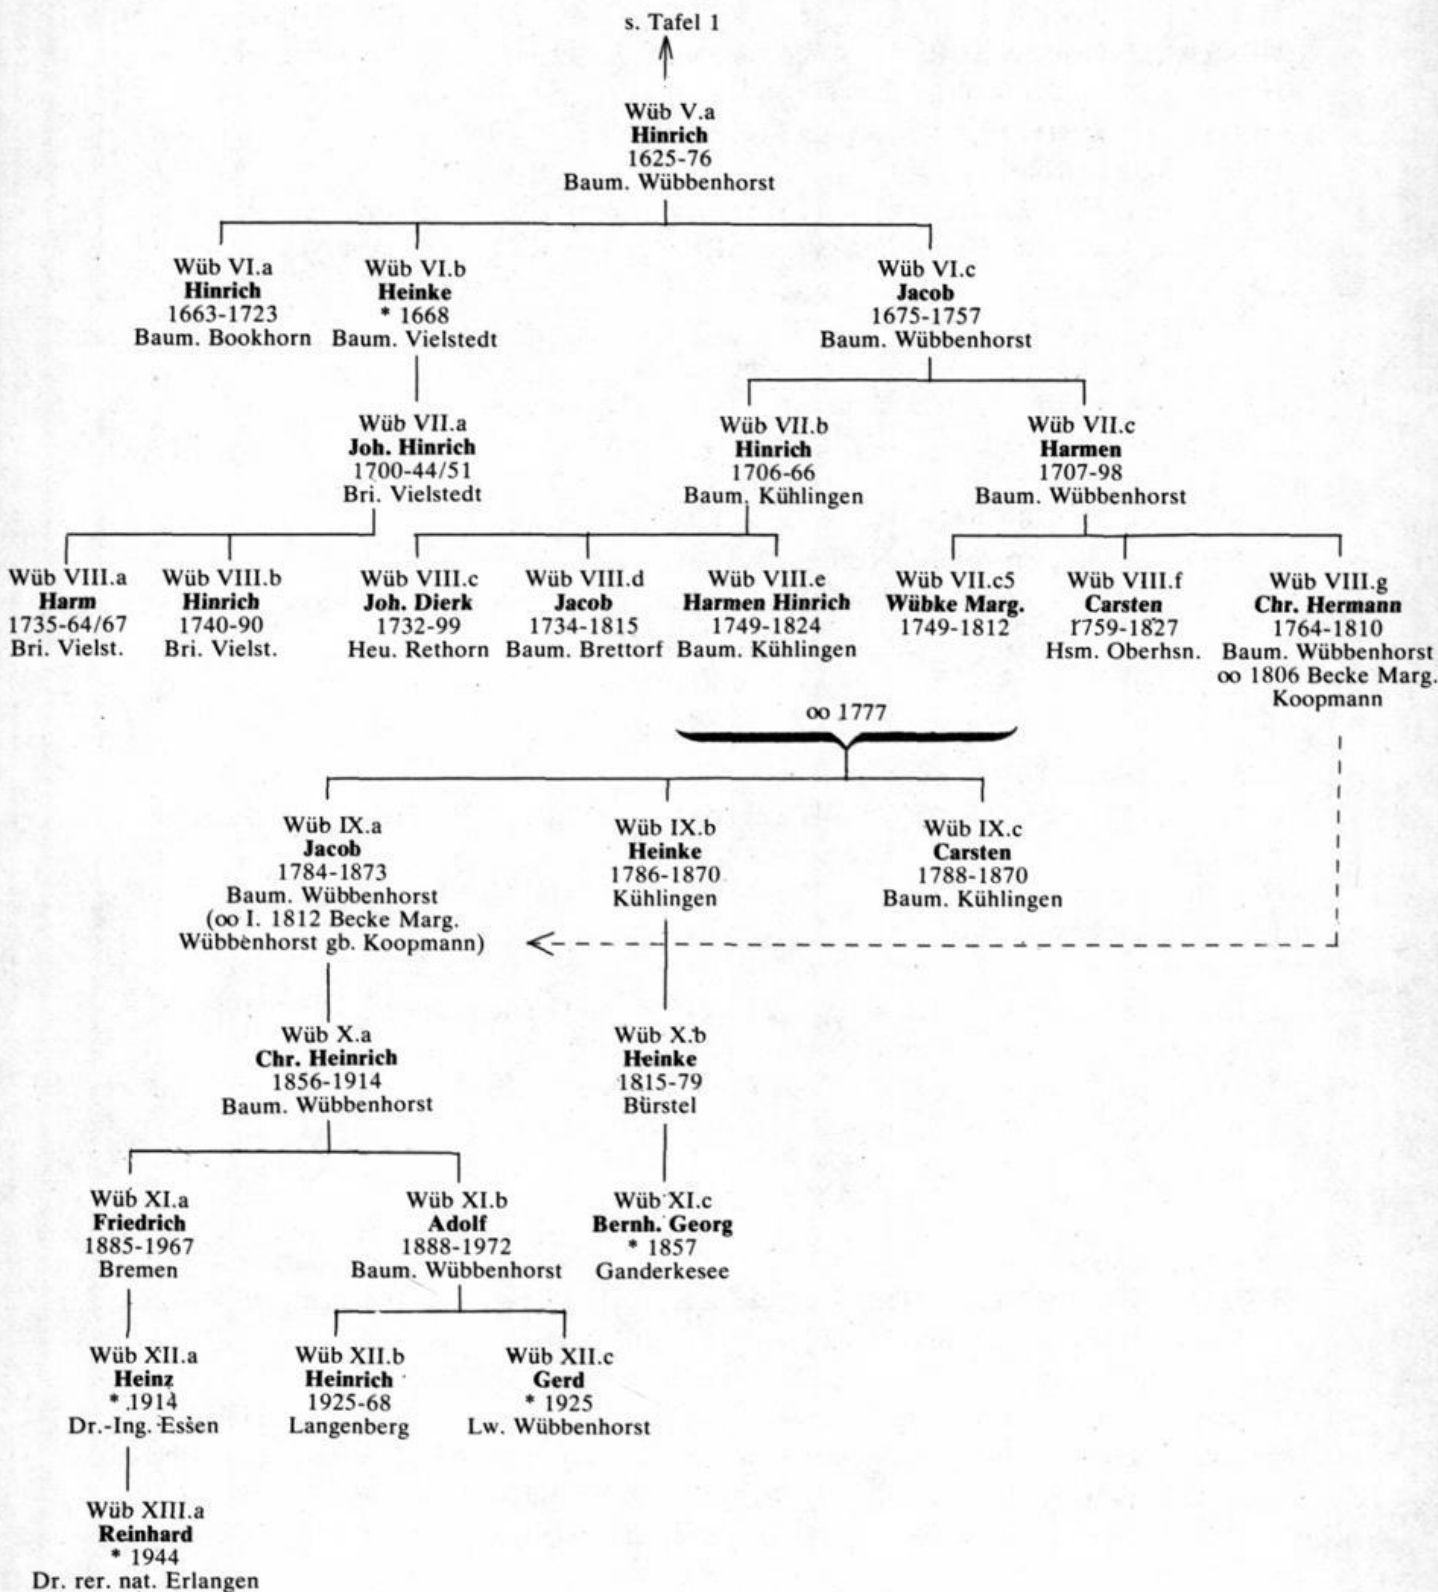 s. Tafel 1
Wüb V.a
Hinrich
1625-76
Baum. Wübbenhorst
Wüb VI.a
Hinrich
1663-1723
Baum. Bookhorn
Wüb VI.b
Heinke
* 1668
Baum. Vielstedt
Wüb VI.c
Jacob
1675-1757
Baum. Wübbenhorst
Wüb VII.a
Joh. Hinrich
1700-44/51
Bri. Vielstedt
Wüb VII.b
Hinrich
1706-66
Baum. Kühlingen
Wüb VII.c
Harmen
1707-98
Baum. Wübbenhorst
Wüb VIII.a
Harm
1735-64/67
Bri. Vielst.
Wüb VIII.b
Hinrich
1740-90
Bri. Vielst.
Wüb VIII.c
Joh. Dierk
1732-99
Heu. Rethorn
Wüb VIII.d
Jacob
1734-1815
Baum. Brettorf
Wüb VIII.e
Harmen Hinrich
1749-1824
Baum. Kühlingen
Wüb VII.c5
Wübke Marg.
1749-1812
Wüb VIII.f
Carsten
1759-1827
Hsm. Oberhsn.
Wüb VIII.g
Chr. Hermann
1764-1810
Baum. Wübbenhorst
oo 1806 Becke Marg.
Koopmann
oo 1777
Wüb IX.a
Jacob
1784-1873
Baum. Wübbenhorst
(oo I. 1812 Becke Marg.
Wübbenhorst gb. Koopmann)
Wüb IX.b
Heinke
1786-1870
Kühlingen
Wüb IX.c
Carsten
1788-1870
Baum. Kühlingen
Wüb X.a
Chr. Heinrich
1856-1914
Baum. Wübbenhorst
Wüb X.b
Heinke
1815-79
Bürstel
Wüb XI.a
Friedrich
1885-1967
Bremen
Wüb XI.b
Adolf
1888-1972
Baum. Wübbenhorst
Wüb XI.c
Bernh. Georg
* 1857
Ganderkesee
Wüb XII.a
Heinz
* 1914
Dr.-Ing. Essen
Wüb XII.b
Heinrich
1925-68
Langenberg
Wüb XII.c
Gerd
* 1925
Lw. Wübbenhorst
Wüb XIII.a
Reinhard
* 1944
Dr. rer. nat. Erlangen